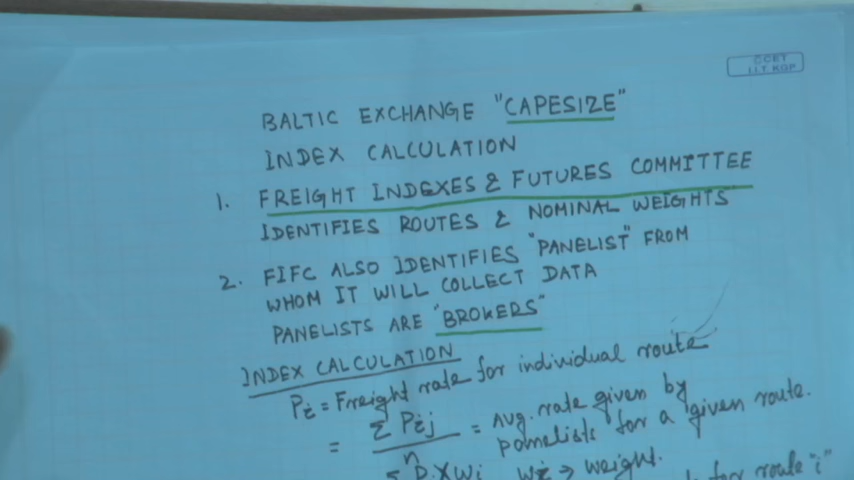 CCET
I.I.T. KGP
BALTIC EXCHANGE "CAPESIZE"
INDEX CALCULATION
1. FREIGHT INDEXES & FUTURES COMMITTEE
IDENTIFIES ROUTES & NOMINAL WEIGHTS
2. FIFC ALSO IDENTIFIES "PANELIST" FROM
WHOM IT WILL COLLECT DATA
PANELISTS ARE "BROKERS"
INDEX CALCULATION
Pi = Freight rate for individual route
= Σ Pij / n = Avg. rate given by
panelists for a given route.
Wi → weight.
for route "i"